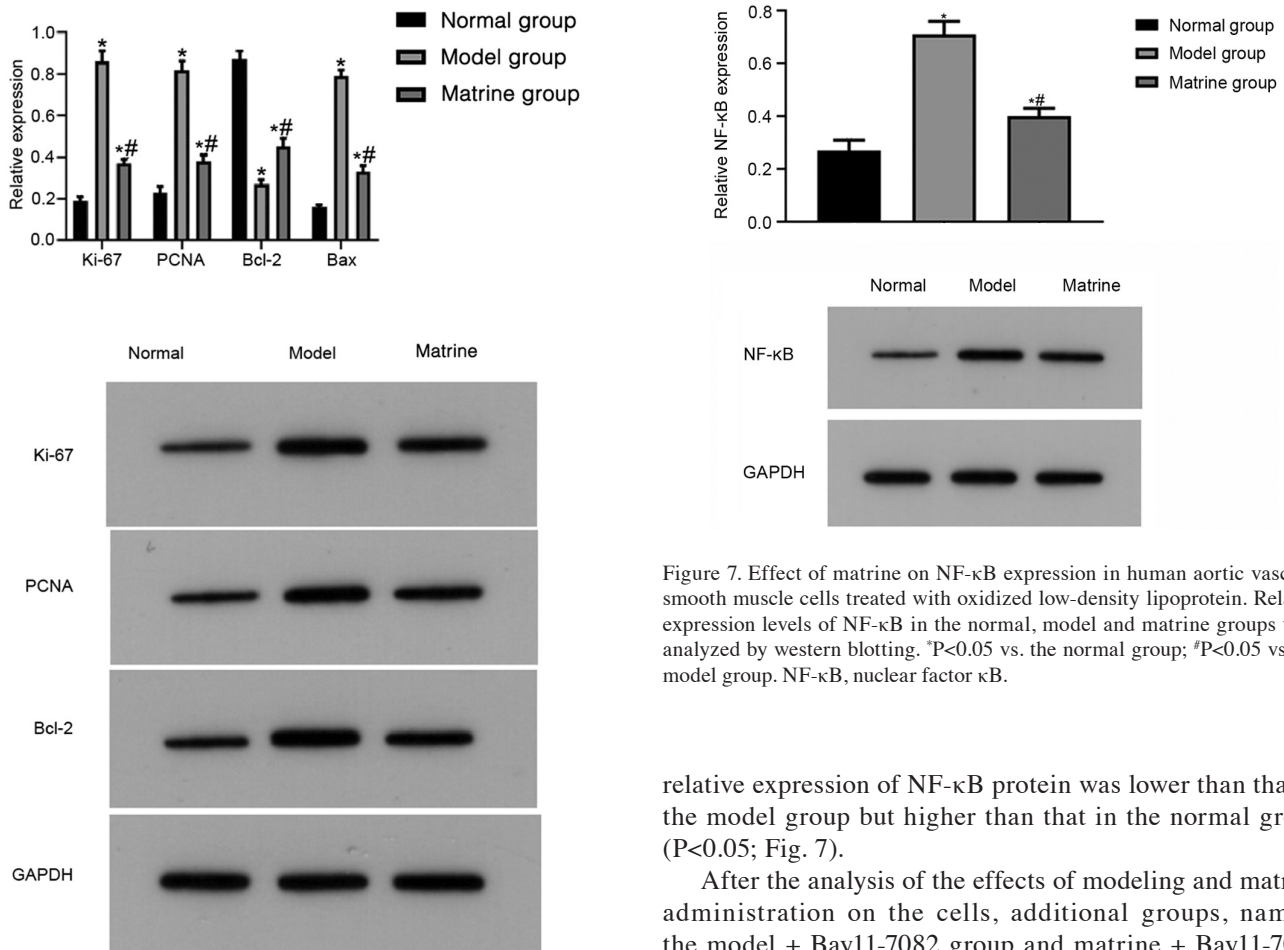 Normal group
Model group
Matrine group
Relative expression
1.0
0.8
0.6
0.4
0.2
0.0
*
*#
*
*#
*
*#
*
*#
Ki-67 PCNA Bcl-2 Bax
Normal Model Matrine
Ki-67
PCNA
Bcl-2
GAPDH
Relative NF-κB expression
0.8
0.6
0.4
0.2
0.0
*
*#
Normal group
Model group
Matrine group
Normal Model Matrine
NF-κB
GAPDH
Figure 7. Effect of matrine on NF-κB expression in human aortic vasc
smooth muscle cells treated with oxidized low-density lipoprotein. Rela
expression levels of NF-κB in the normal, model and matrine groups
analyzed by western blotting. *P<0.05 vs. the normal group; #P<0.05 vs
model group. NF-κB, nuclear factor κB.
relative expression of NF-κB protein was lower than tha
the model group but higher than that in the normal gr
(P<0.05; Fig. 7).
After the analysis of the effects of modeling and matr
administration on the cells, additional groups, nam
the model + Bay11-7082 group and matrine + Bay11-7